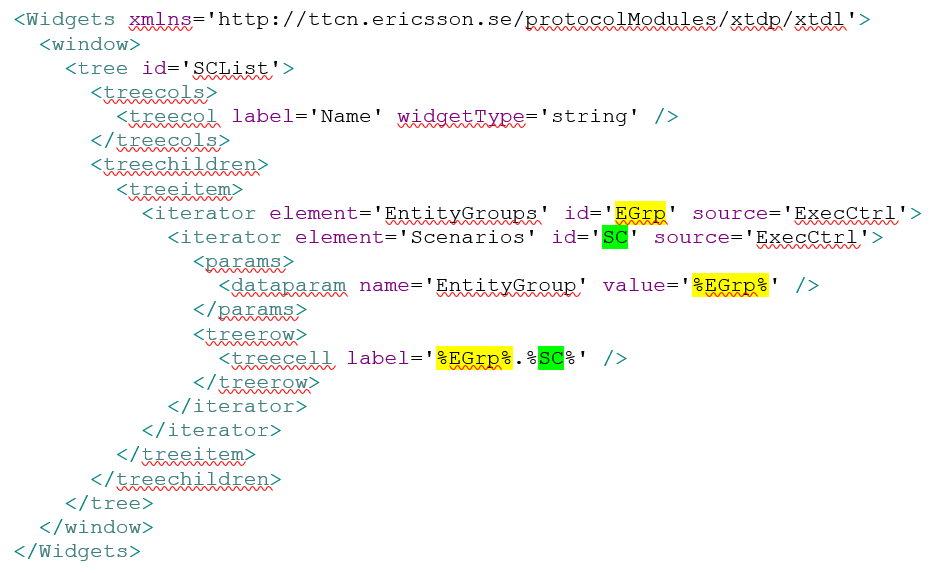 <Widgets xmlns='http://ttcn.ericsson.se/protocolModules/xtdp/xtdl'>
<window>
<tree id='SCList'>
<treecols>
<treecol label='Name' widgetType='string' />
</treecols>
<treechildren>
<treeitem>
<iterator element='EntityGroups' id='EGrp' source='ExecCtrl'>
<iterator element='Scenarios' id='SC' source='ExecCtrl'>
<params>
<dataparam name='EntityGroup' value='%EGrp%' />
</params>
<treerow>
<treecell label='%EGrp%.%SC%' />
</treerow>
</iterator>
</iterator>
</treeitem>
</treechildren>
</tree>
</window>
</Widgets>